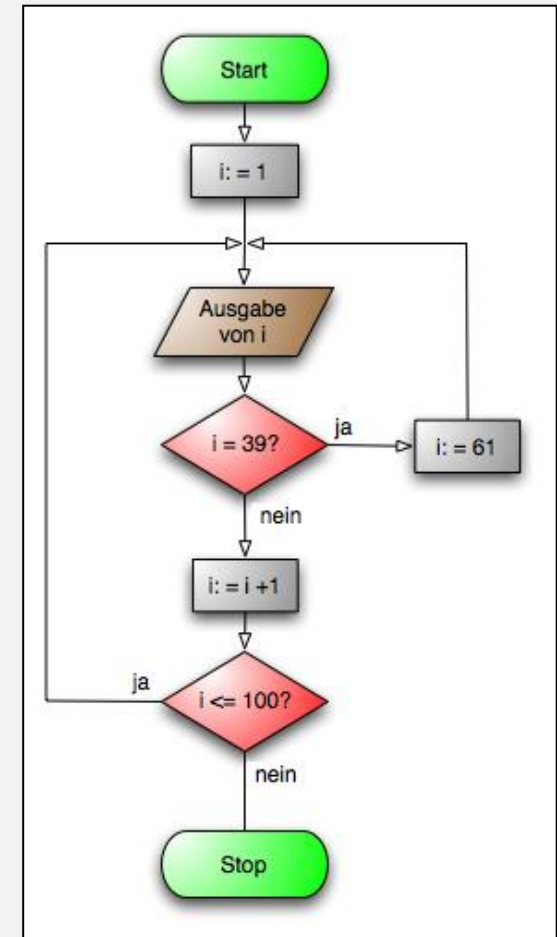 Start
i: = 1
Ausgabe
von i
i = 39?
ja
i: = 61
nein
i: = i +1
ja
i <= 100?
nein
Stop